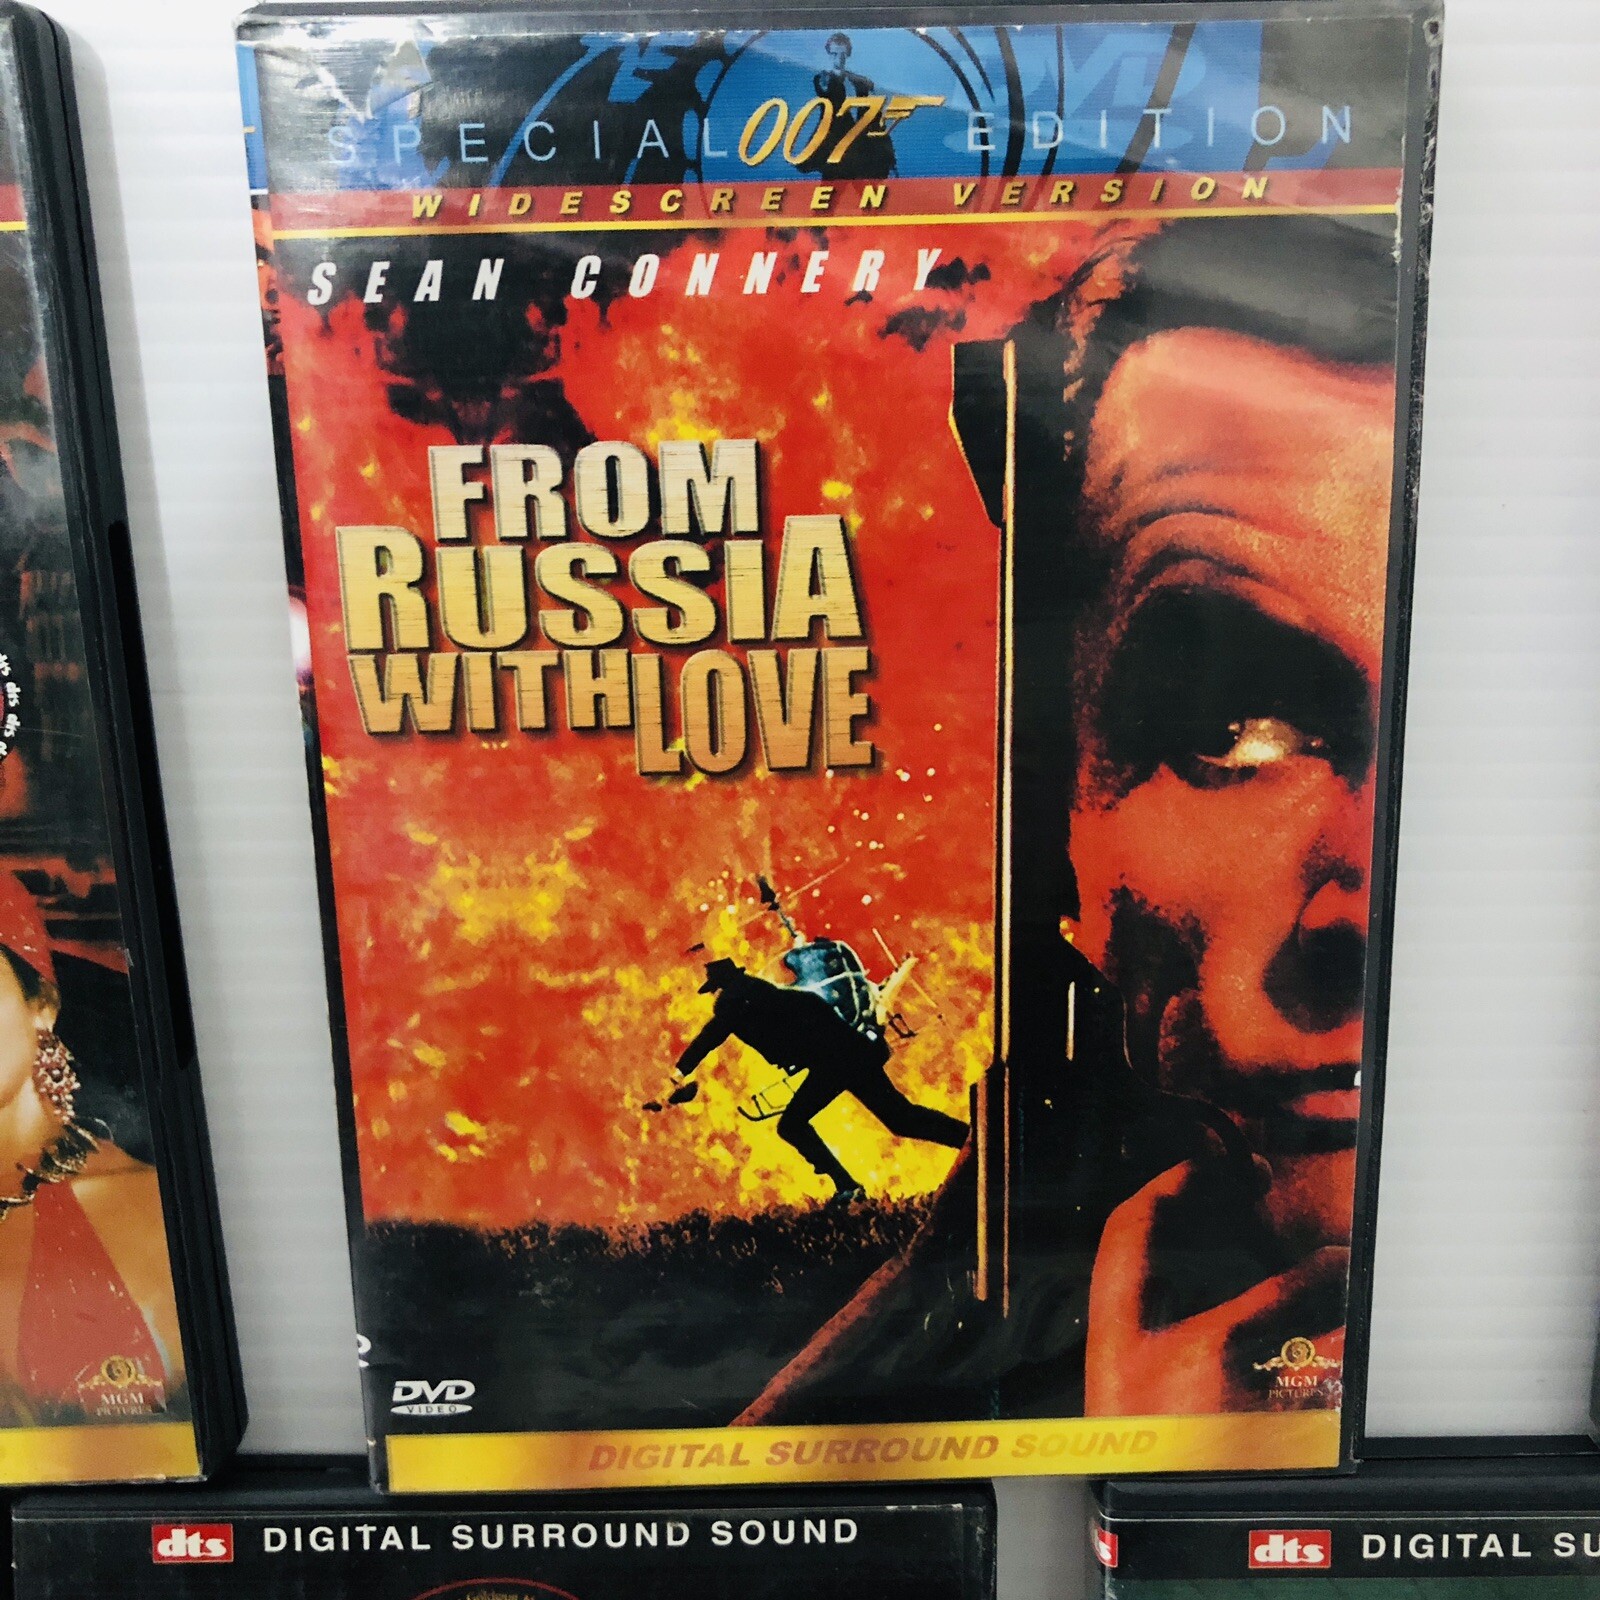 SPECIAL 007 EDITION
WIDESCREEN VERSION
SEAN CONNERY
FROM
RUSSIA
WITH LOVE
DVD
VIDEO
MGM
PICTURES
DIGITAL SURROUND SOUND
MGM
PICTURES
dts DIGITAL SURROUND SOUND
dts DIGITAL SU